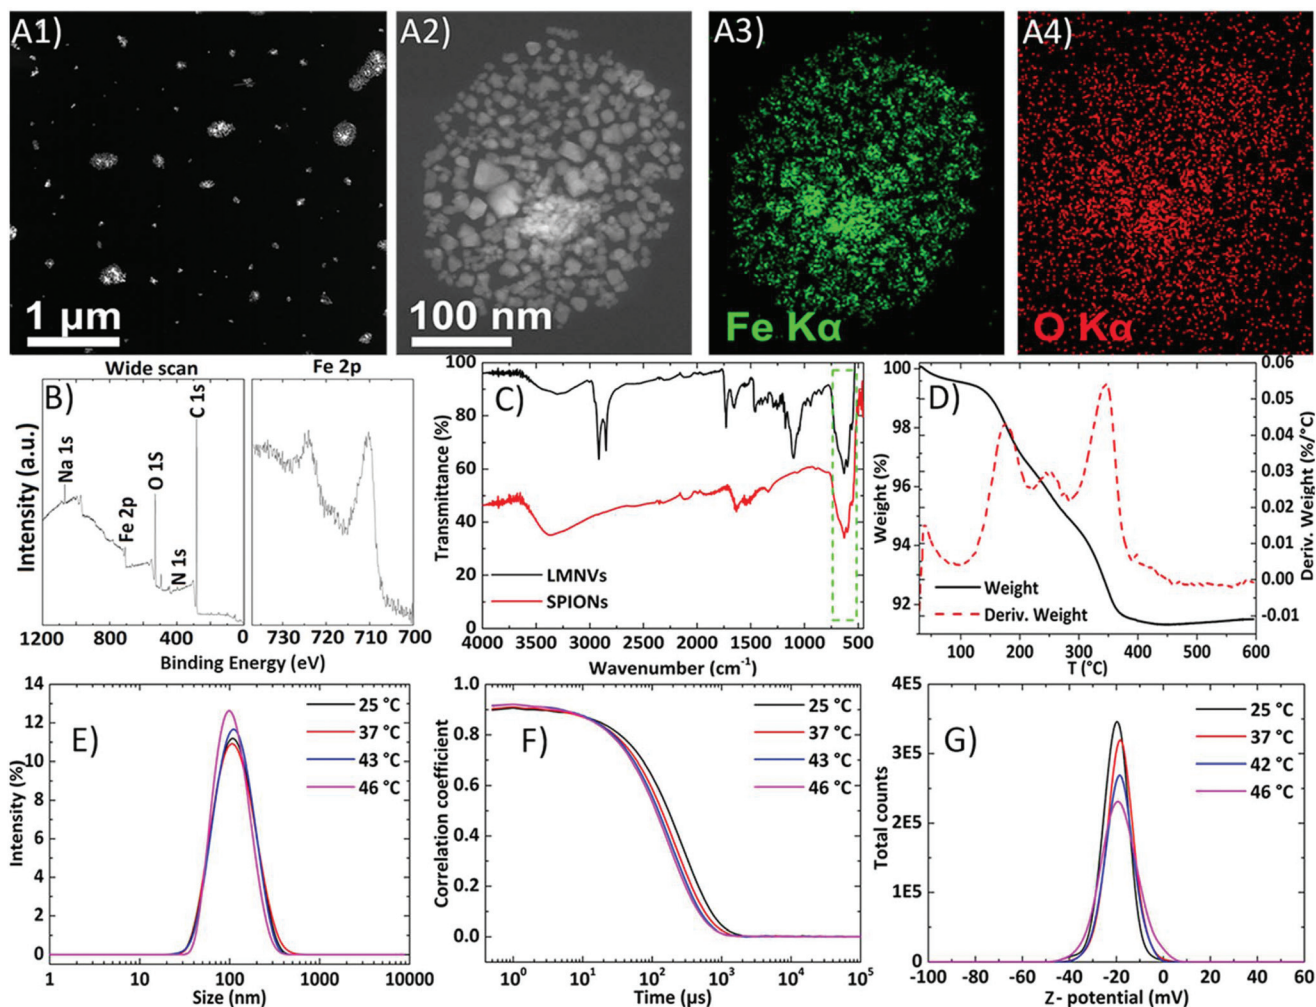 A1)
1 µm
A2)
100 nm
A3)
Fe Kα
A4)
O Kα
Wide scan
Fe 2p
B)
Na 1s
Fe 2p
O 1S
N 1s
C 1s
Intensity (a.u.)
1200
800
400
0
730
720
710
700
Binding Energy (eV)
C)
100
80
60
40
20
0
Transmittance (%)
LMNVs
SPIONs
4000
3500
3000
2500
2000
1500
1000
500
Wavenumber (cm⁻¹)
D)
100
98
96
94
92
Weight (%)
Weight
Deriv. Weight
0.06
0.05
0.04
0.03
0.02
0.01
0.00
-0.01
Deriv. Weight (%/°C)
100
200
300
400
500
600
T (°C)
E)
14
12
10
8
6
4
2
0
Intensity (%)
25 °C
37 °C
43 °C
46 °C
1
10
100
1000
10000
Size (nm)
F)
1.0
0.8
0.6
0.4
0.2
0.0
Correlation coefficient
25 °C
37 °C
43 °C
46 °C
10⁰
10¹
10²
10³
10⁴
10⁵
Time (µs)
G)
4E5
3E5
2E5
1E5
0
Total counts
25 °C
37 °C
42 °C
46 °C
-100
-80
-60
-40
-20
0
20
40
60
Z- potential (mV)